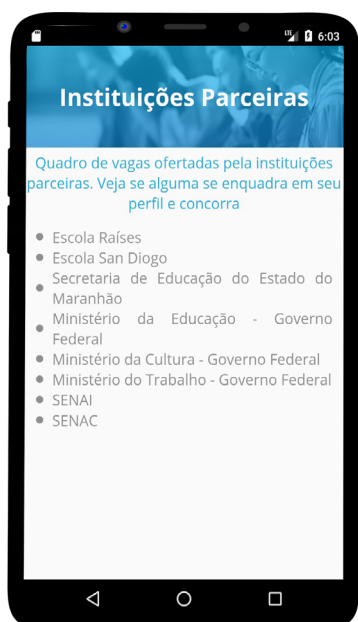 LTE 6:03
Instituições Parceiras
Quadro de vagas ofertadas pela instituições
parceiras. Veja se alguma se enquadra em seu
perfil e concorra
Escola Raíses
Escola San Diogo
Secretaria de Educação do Estado do
Maranhão
Ministério da Educação - Governo
Federal
Ministério da Cultura - Governo Federal
Ministério do Trabalho - Governo Federal
SENAI
SENAC